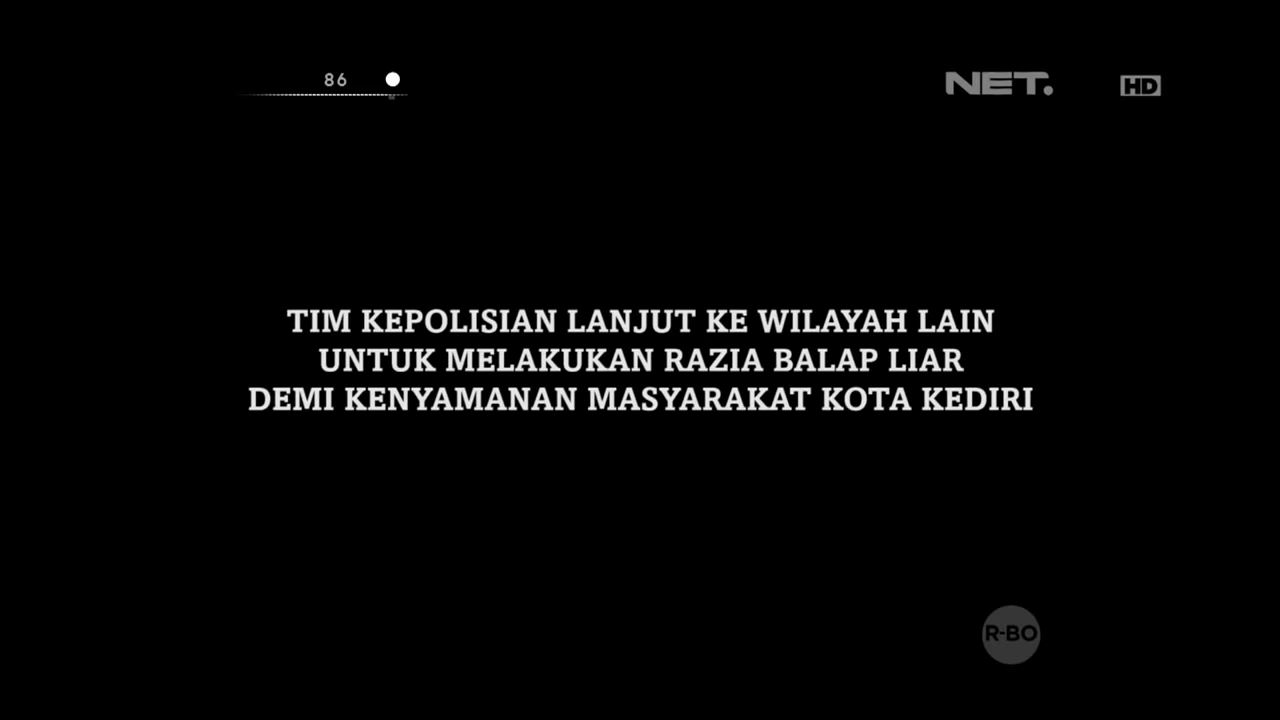 86
NET.
HD
TIM KEPOLISIAN LANJUT KE WILAYAH LAIN
UNTUK MELAKUKAN RAZIA BALAP LIAR
DEMI KENYAMANAN MASYARAKAT KOTA KEDIRI
R-BO